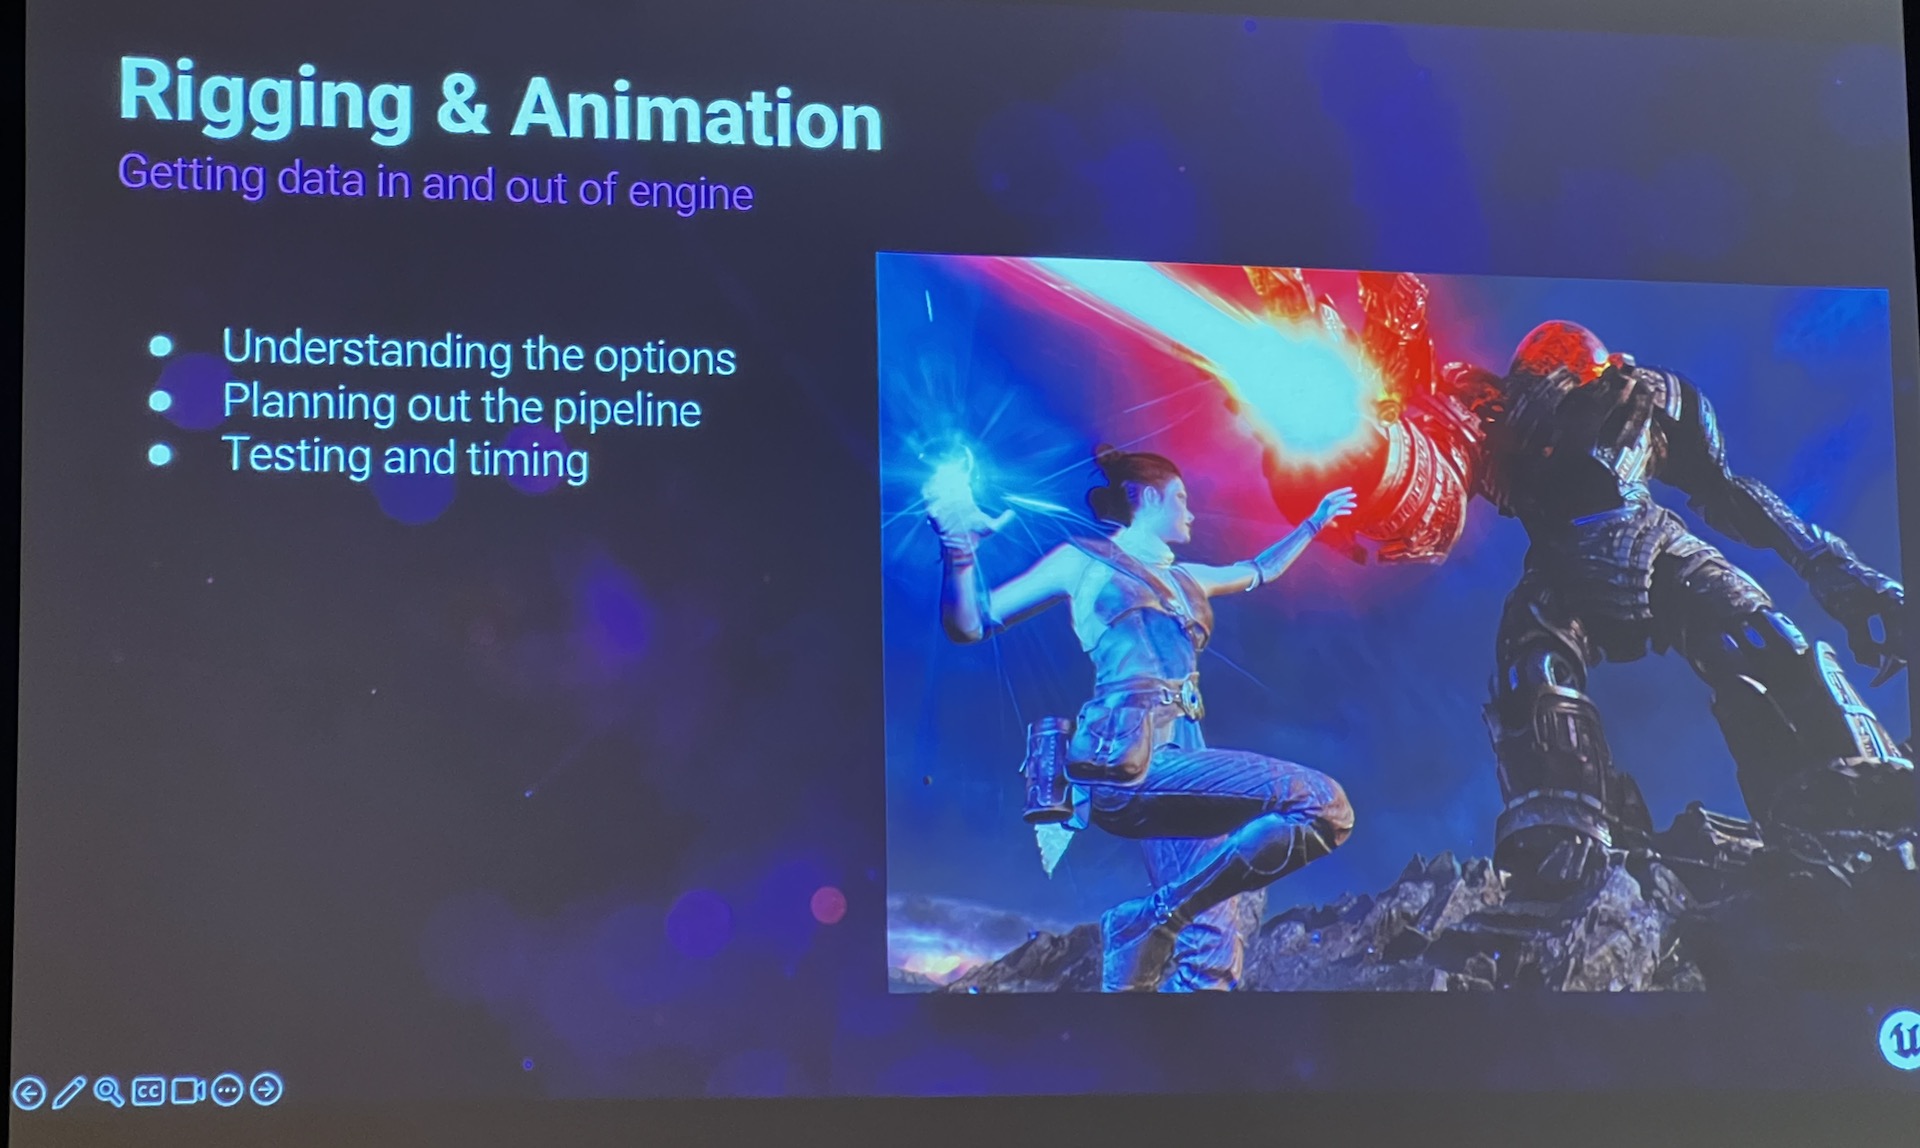 Rigging & Animation
Getting data in and out of engine
Understanding the options
Planning out the pipeline
Testing and timing
CC